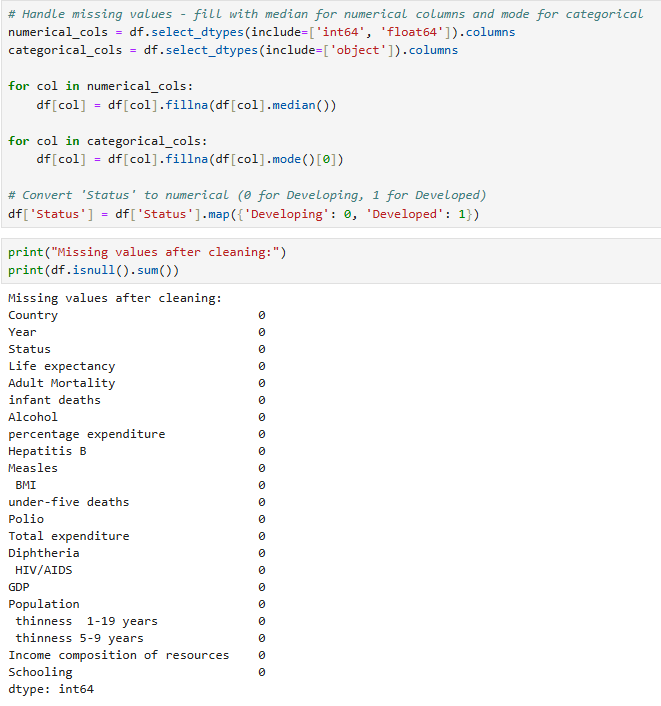 # Handle missing values - fill with median for numerical columns and mode for categorical
numerical_cols = df.select_dtypes(include=['int64', 'float64']).columns
categorical_cols = df.select_dtypes(include=['object']).columns

for col in numerical_cols:
    df[col] = df[col].fillna(df[col].median())

for col in categorical_cols:
    df[col] = df[col].fillna(df[col].mode()[0])

# Convert 'Status' to numerical (0 for Developing, 1 for Developed)
df['Status'] = df['Status'].map({'Developing': 0, 'Developed': 1})

print("Missing values after cleaning:")
print(df.isnull().sum())

Missing values after cleaning:
Country                          0
Year                             0
Status                           0
Life expectancy                  0
Adult Mortality                  0
infant deaths                    0
Alcohol                          0
percentage expenditure           0
Hepatitis B                      0
Measles                          0
 BMI                             0
under-five deaths                0
Polio                            0
Total expenditure                0
Diphtheria                       0
 HIV/AIDS                        0
GDP                              0
Population                       0
 thinness  1-19 years            0
 thinness 5-9 years              0
Income composition of resources  0
Schooling                        0
dtype: int64